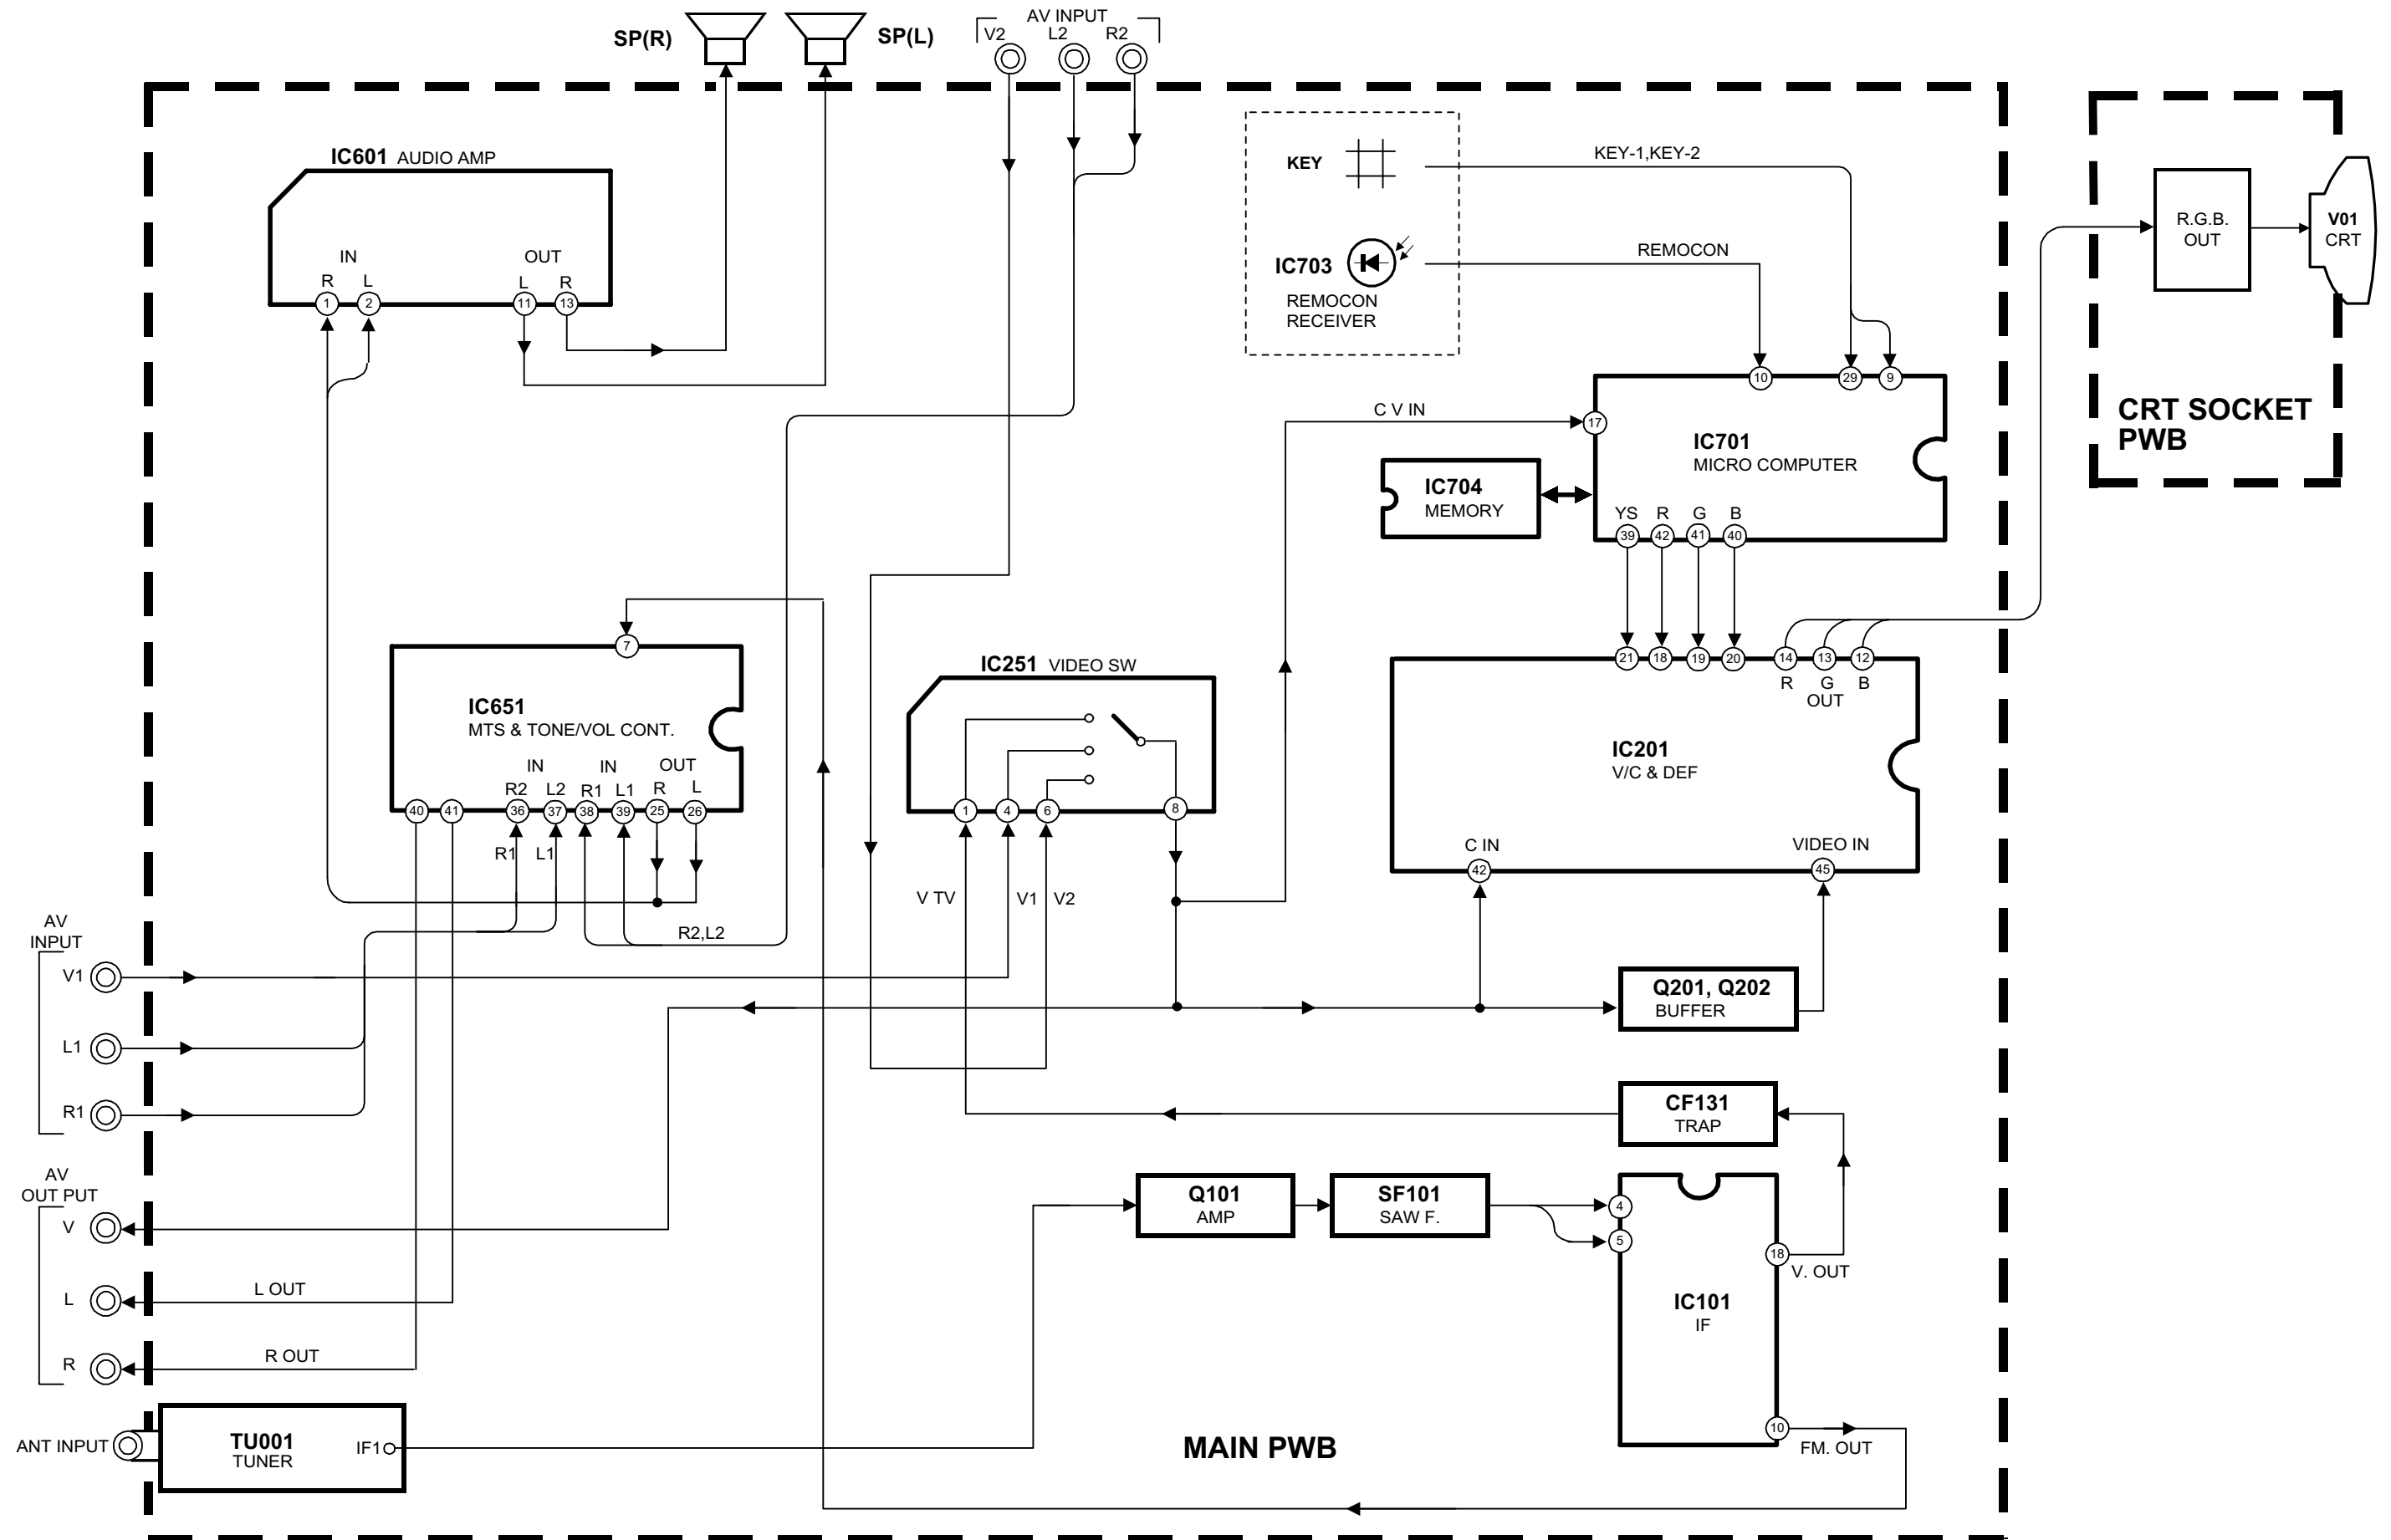 AV INPUT
SP(R)
SP(L)
V2
L2
R2
IC601 AUDIO AMP
IN
OUT
R
L
L
R
1
2
11
13
KEY
KEY-1,KEY-2
IC703
REMOCON
RECEIVER
REMOCON
10
29
9
C V IN
17
IC701
MICRO COMPUTER
IC704
MEMORY
YS
R
G
B
39
42
41
40
R.G.B.
OUT
V01
CRT
CRT SOCKET
PWB
7
IC651
MTS & TONE/VOL CONT.
IN
IN
OUT
R2
L2
R1
L1
R
L
40
41
36
37
38
39
25
26
R1
L1
R2,L2
IC251 VIDEO SW
1
4
6
8
V TV
V1
V2
21
18
19
20
14
13
12
R
G
B
OUT
IC201
V/C & DEF
C IN
VIDEO IN
42
45
AV
INPUT
V1
L1
R1
Q201, Q202
BUFFER
CF131
TRAP
AV
OUT PUT
V
L
R
L OUT
R OUT
Q101
AMP
SF101
SAW F.
4
5
18
V. OUT
IC101
IF
10
FM. OUT
ANT INPUT
TU001
TUNER
IF1
MAIN PWB